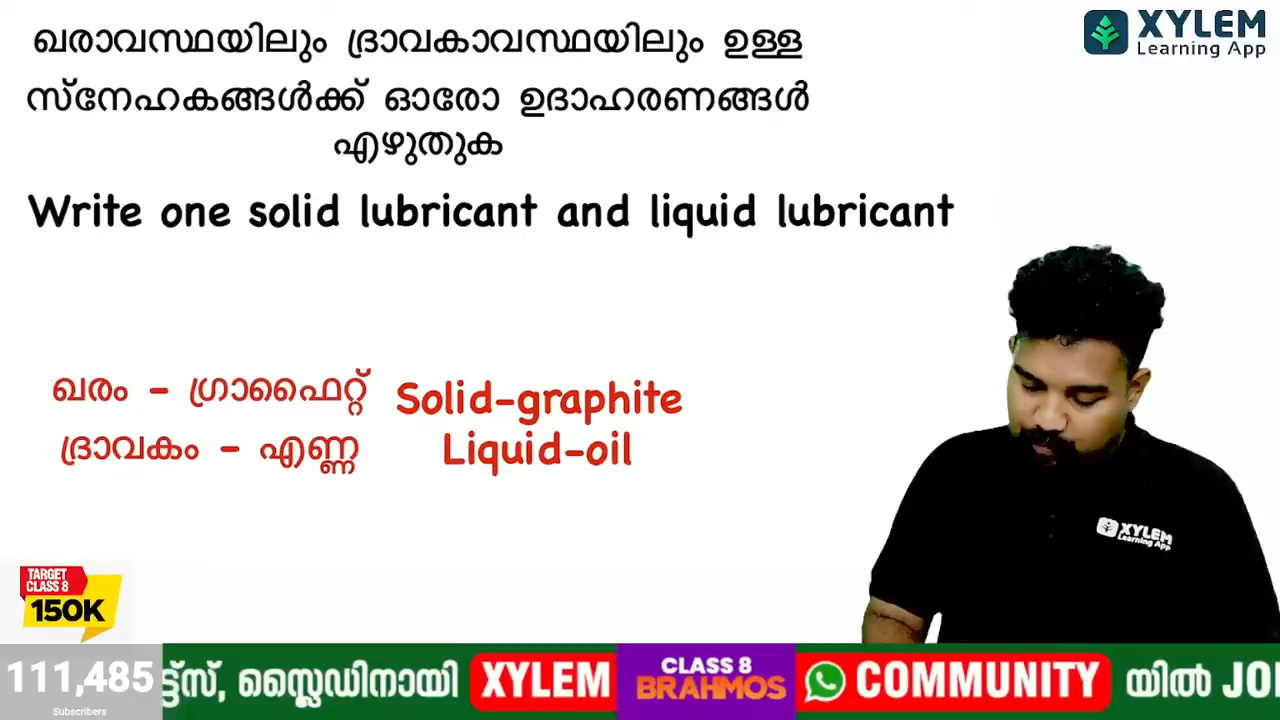 ഖരാവസ്ഥയിലും ദ്രാവകാവസ്ഥയിലും ഉള്ള
സ്നേഹകങ്ങൾക്ക് ഓരോ ഉദാഹരണങ്ങൾ
എഴുതുക
Write one solid lubricant and liquid lubricant
ഖരം - ഗ്രാഫൈറ്റ്
ദ്രാവകം - എണ്ണ
Solid-graphite
Liquid-oil
XYLEM
Learning App
XYLEM
Learning App
TARGET
CLASS 8
150K
111,485
Subscribers
സ്ലൈഡിനായി XYLEM
CLASS 8
BRAHMOS
COMMUNITY യിൽ